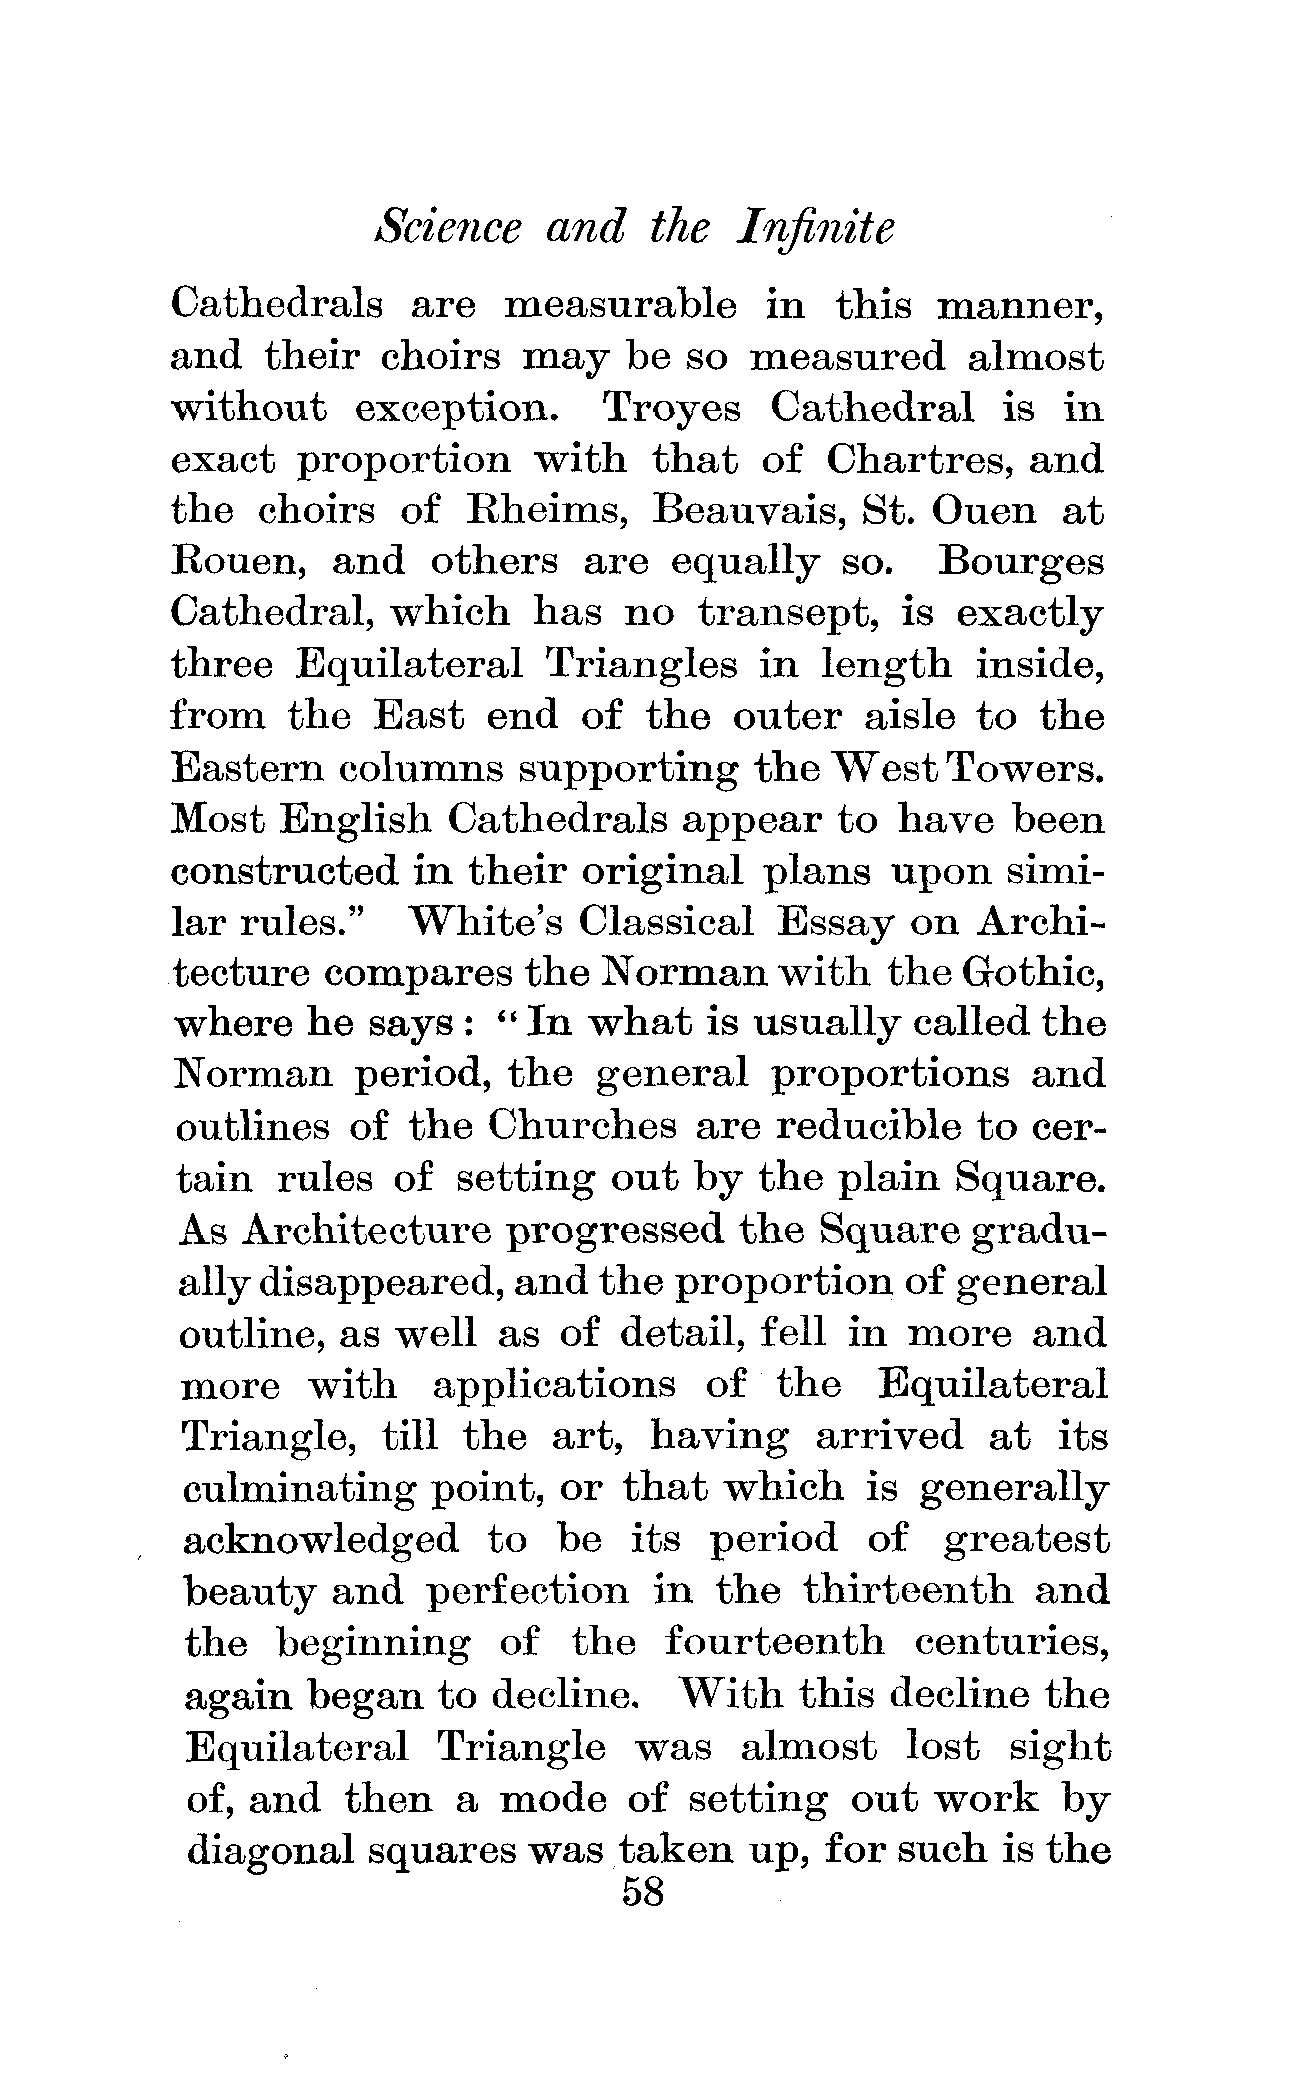 Science and the Infinite
Cathedrals are measurable in this manner,
and their choirs may be so measured almost
without exception. Troyes Cathedral is in
exact proportion with that of Chartres, and
the choirs of Rheims, Beauvais, St. Ouen at
Rouen, and others are equally so. Bourges
Cathedral, which has no transept, is exactly
three Equilateral Triangles in length inside,
from the East end of the outer aisle to the
Eastern columns supporting the West Towers.
Most English Cathedrals appear to have been
constructed in their original plans upon simi-
lar rules.” White’s Classical Essay on Archi-
tecture compares the Norman with the Gothic,
where he says : “ In what is usually called the
Norman period, the general proportions and
outlines of the Churches are reducible to cer-
tain rules of setting out by the plain Square.
As Architecture progressed the Square gradu-
ally disappeared, and the proportion of general
outline, as well as of detail, fell in more and
more with applications of the Equilateral
Triangle, till the art, having arrived at its
culminating point, or that which is generally
acknowledged to be its period of greatest
beauty and perfection in the thirteenth and
the beginning of the fourteenth centuries,
again began to decline. With this decline the
Equilateral Triangle was almost lost sight
of, and then a mode of setting out work by
diagonal squares was taken up, for such is the
58